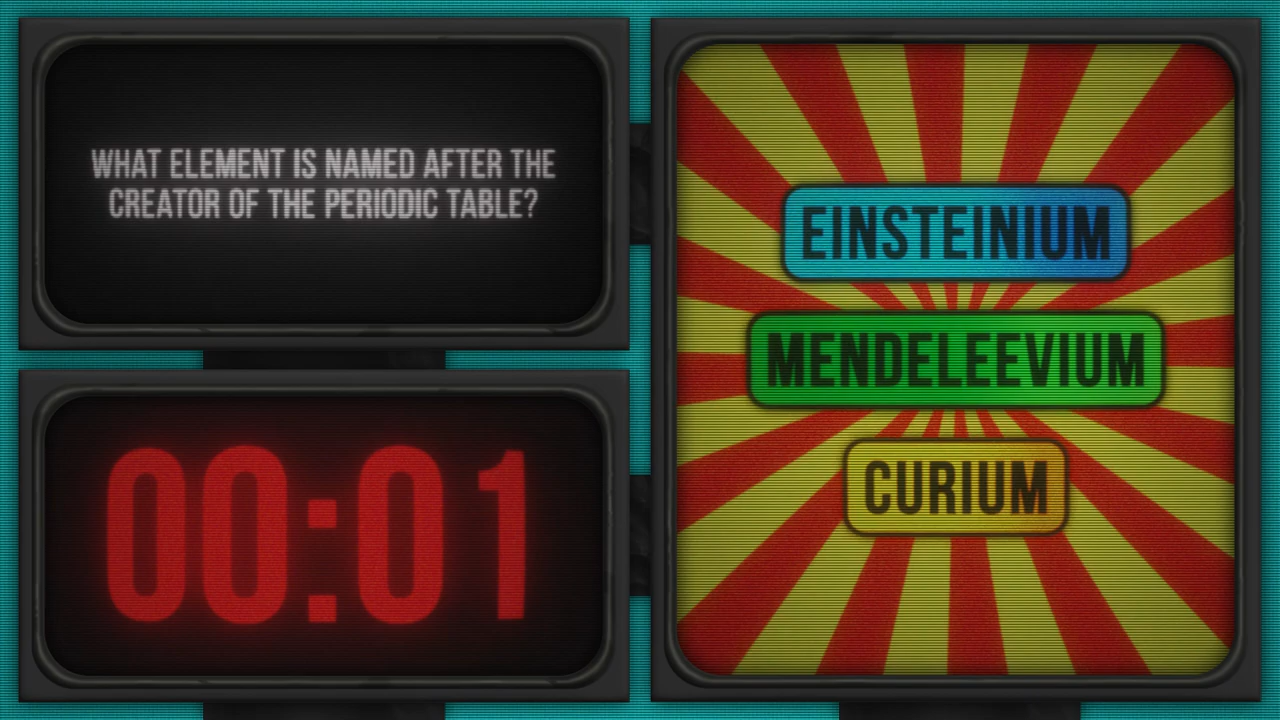 WHAT ELEMENT IS NAMED AFTER THE
CREATOR OF THE PERIODIC TABLE?
00:01
EINSTEINIUM
MENDELEEVIUM
CURIUM